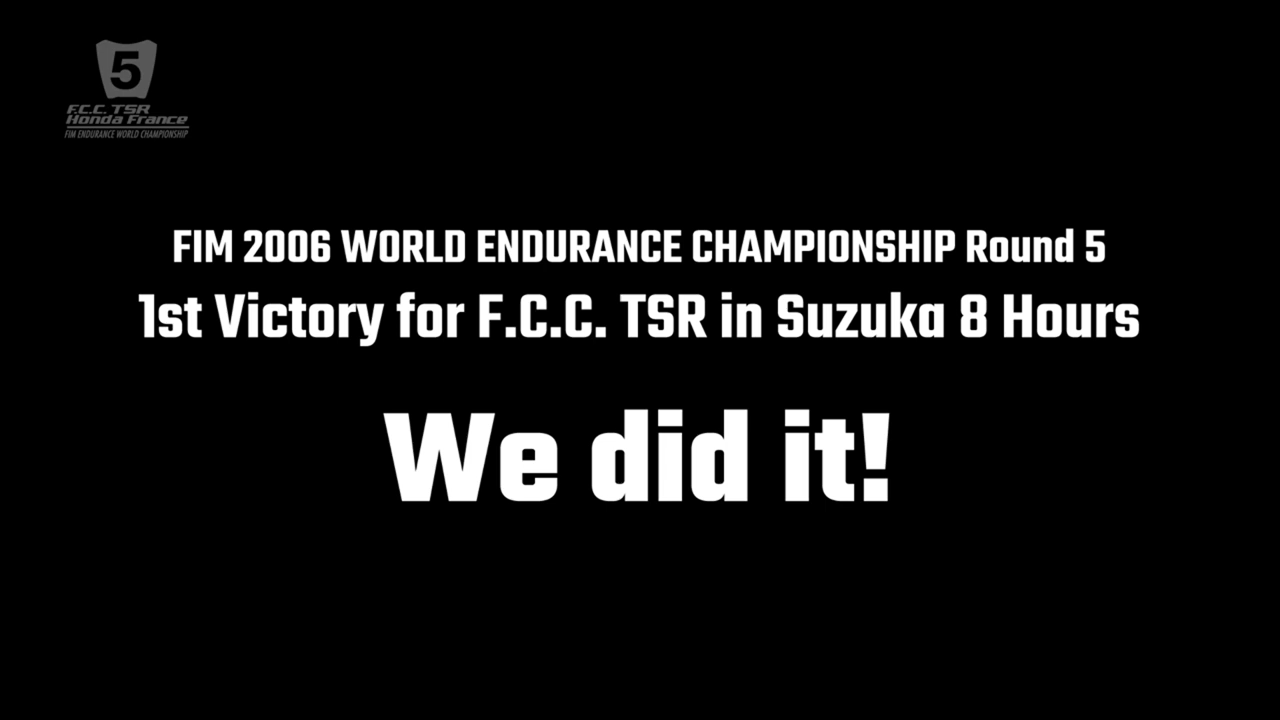 5
F.C.C. TSR
Honda France
FIM ENDURANCE WORLD CHAMPIONSHIP
FIM 2006 WORLD ENDURANCE CHAMPIONSHIP Round 5
1st Victory for F.C.C. TSR in Suzuka 8 Hours
We did it!